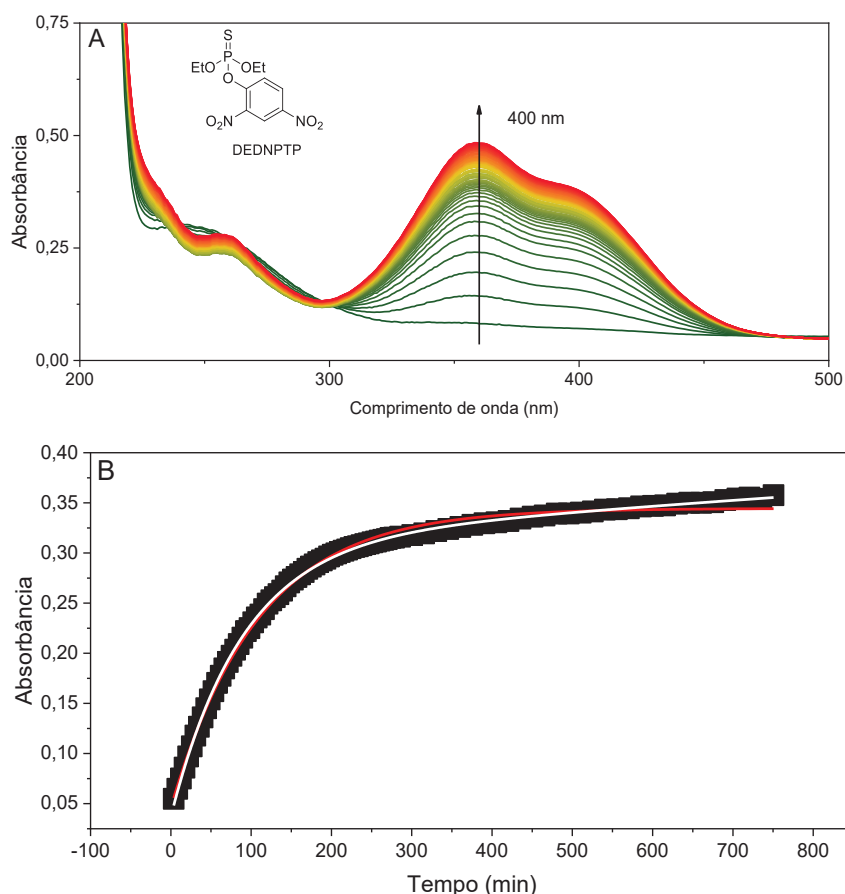 A
0,75
0,50
0,25
0,00
Absorbância
S
P
EtO OEt
O
NO₂ NO₂
DEDNPTP
400 nm
200 300 400 500
Comprimento de onda (nm)
B
0,40
0,35
0,30
0,25
0,20
0,15
0,10
0,05
Absorbância
-100 0 100 200 300 400 500 600 700 800
Tempo (min)